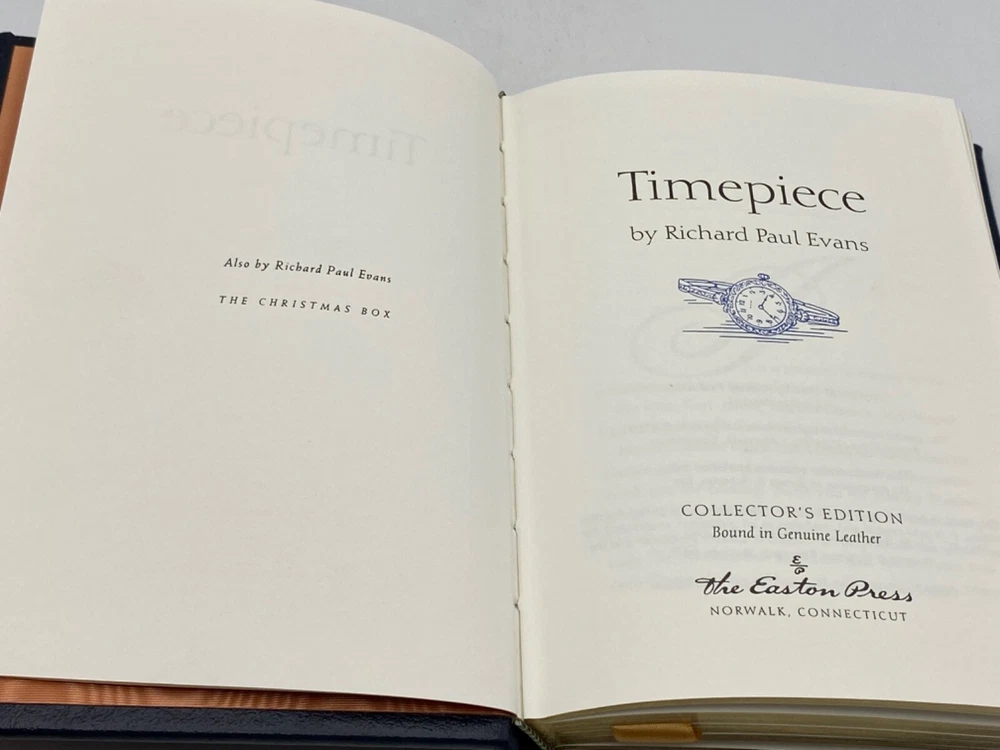 Also by Richard Paul Evans
THE CHRISTMAS BOX
Timepiece
by Richard Paul Evans
COLLECTOR'S EDITION
Bound in Genuine Leather
The Easton Press
NORWALK, CONNECTICUT